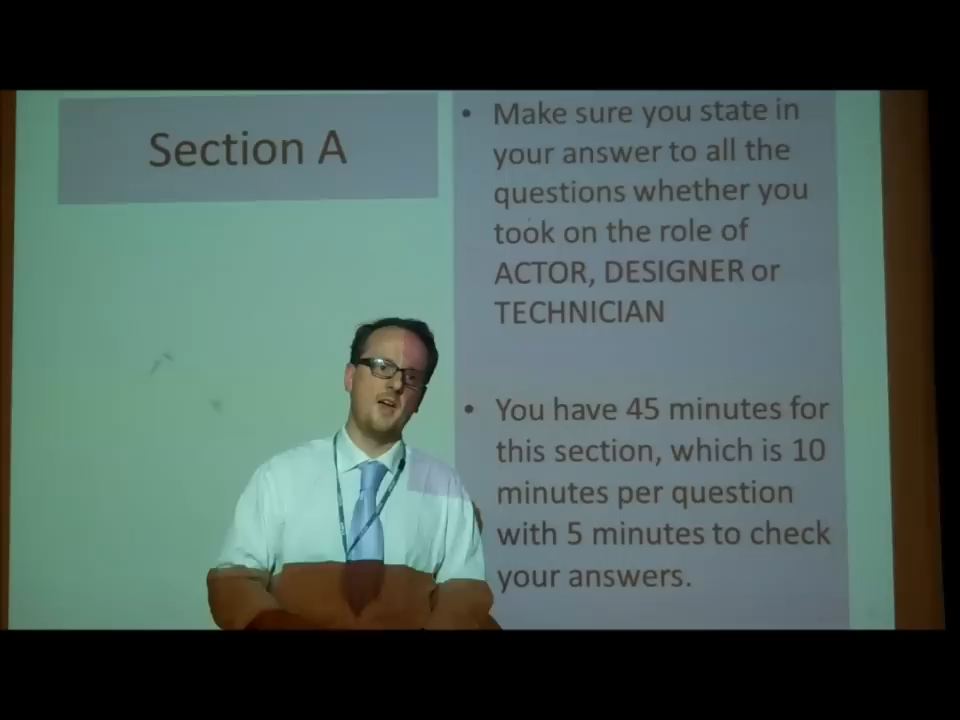 Section A
• Make sure you state in
your answer to all the
questions whether you
took on the role of
ACTOR, DESIGNER or
TECHNICIAN
• You have 45 minutes for
this section, which is 10
minutes per question
with 5 minutes to check
your answers.